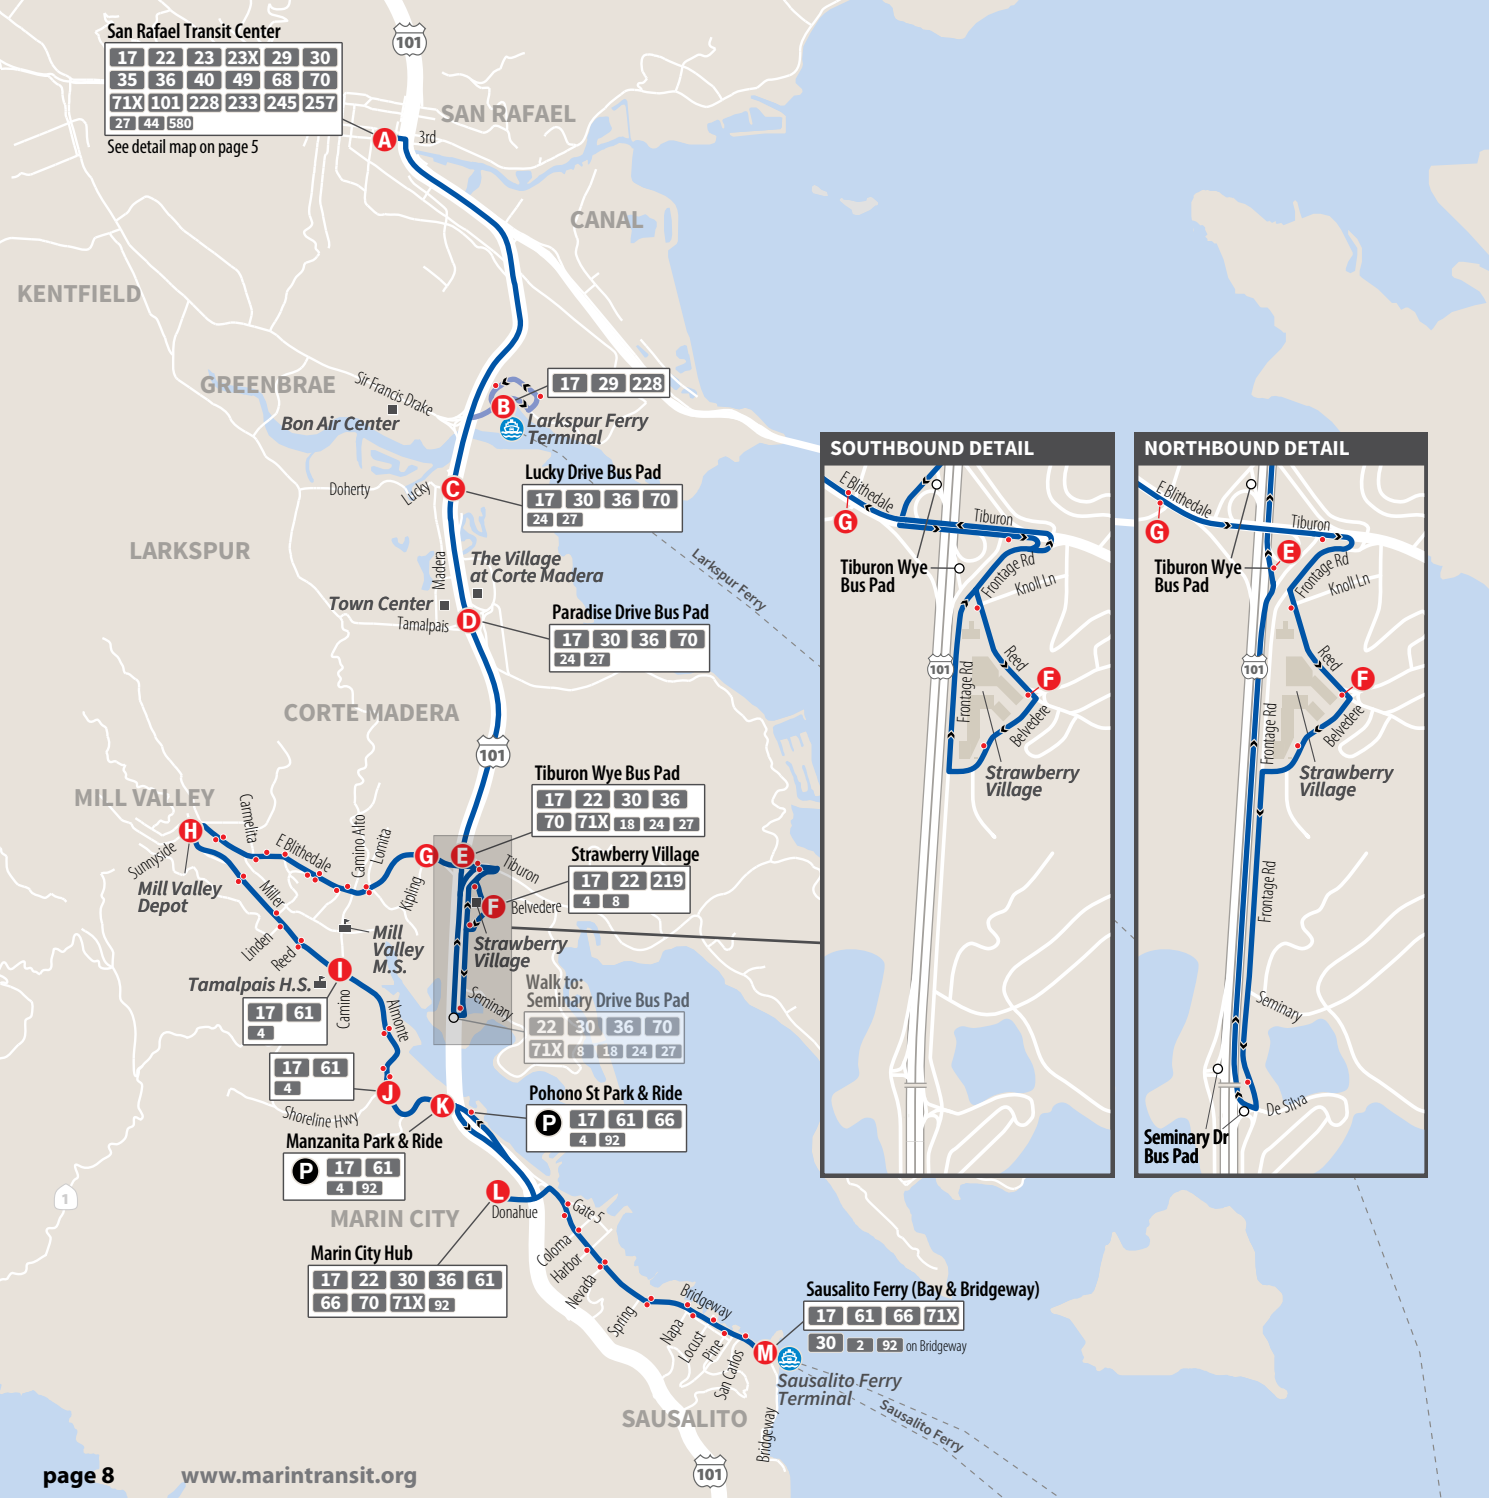 San Rafael Transit Center
17 22 23 23X 29 30
35 36 40 49 68 70
71X 101 228 233 245 257
27 44 580
See detail map on page 5
101
A
3rd
SAN RAFAEL
CANAL
KENTFIELD
GREENBRAE
Sir Francis Drake
Bon Air Center
17 29 228
B
Larkspur Ferry
Terminal
Lucky Drive Bus Pad
17 30 36 70
24 27
C
Lucky
Doherty
LARKSPUR
Larkspur Ferry
Madera
The Village
at Corte Madera
Town Center
Tamalpais
D
Paradise Drive Bus Pad
17 30 36 70
24 27
CORTE MADERA
101
Tiburon Wye Bus Pad
17 22 30 36
70 71X 18 24 27
MILL VALLEY
H
Sunnyside
Carmelita
E Blithedale
Camino Alto
Lomita
Kipling
G
E
Tiburon
Strawberry Village
17 22 219
4 8
F
Belvedere
Mill Valley
Depot
Miller
Linden
Reed
Mill
Valley
M.S.
Strawberry
Village
Tamalpais H.S.
I
17 61
4
Camino
Almonte
Seminary
Walk to:
Seminary Drive Bus Pad
22 30 36 70
71X 8 18 24 27
17 61
4
J
Shoreline Hwy
K
Pohono St Park & Ride
P
17 61 66
4 92
Manzanita Park & Ride
P
17 61
4 92
1
L
Donahue
MARIN CITY
Marin City Hub
17 22 30 36 61
66 70 71X 92
Gate 5
Coloma
Harbor
Nevada
Spring
Bridgeway
Napa
Locust
Pine
San Carlos
M
Sausalito Ferry (Bay & Bridgeway)
17 61 66 71X
30 2 92 on Bridgeway
Sausalito Ferry
Terminal
Sausalito Ferry
Bridgeway
SAUSALITO
101
SOUTHBOUND DETAIL
E Blithedale
G
Tiburon
Tiburon Wye
Bus Pad
Frontage Rd
Knoll Ln
101
Frontage Rd
Reed
F
Belvedere
Strawberry
Village
NORTHBOUND DETAIL
E Blithedale
G
Tiburon
E
Tiburon Wye
Bus Pad
Frontage Rd
Knoll Ln
101
Frontage Rd
Reed
F
Belvedere
Strawberry
Village
Frontage Rd
Seminary
De Silva
Seminary Dr
Bus Pad
page 8
www.marintransit.org